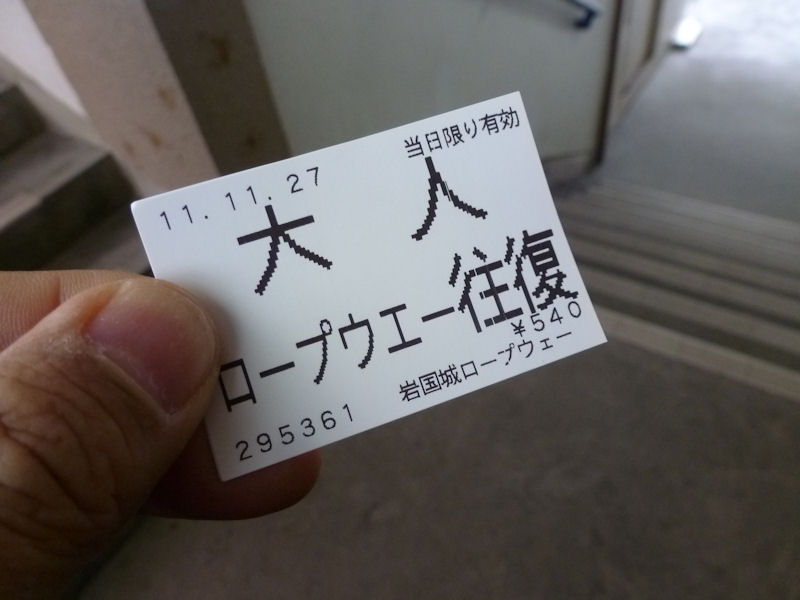 11.11.27 当日限り有効
大人
ロープウエー往復
¥540
295361 岩国城ロープウェー